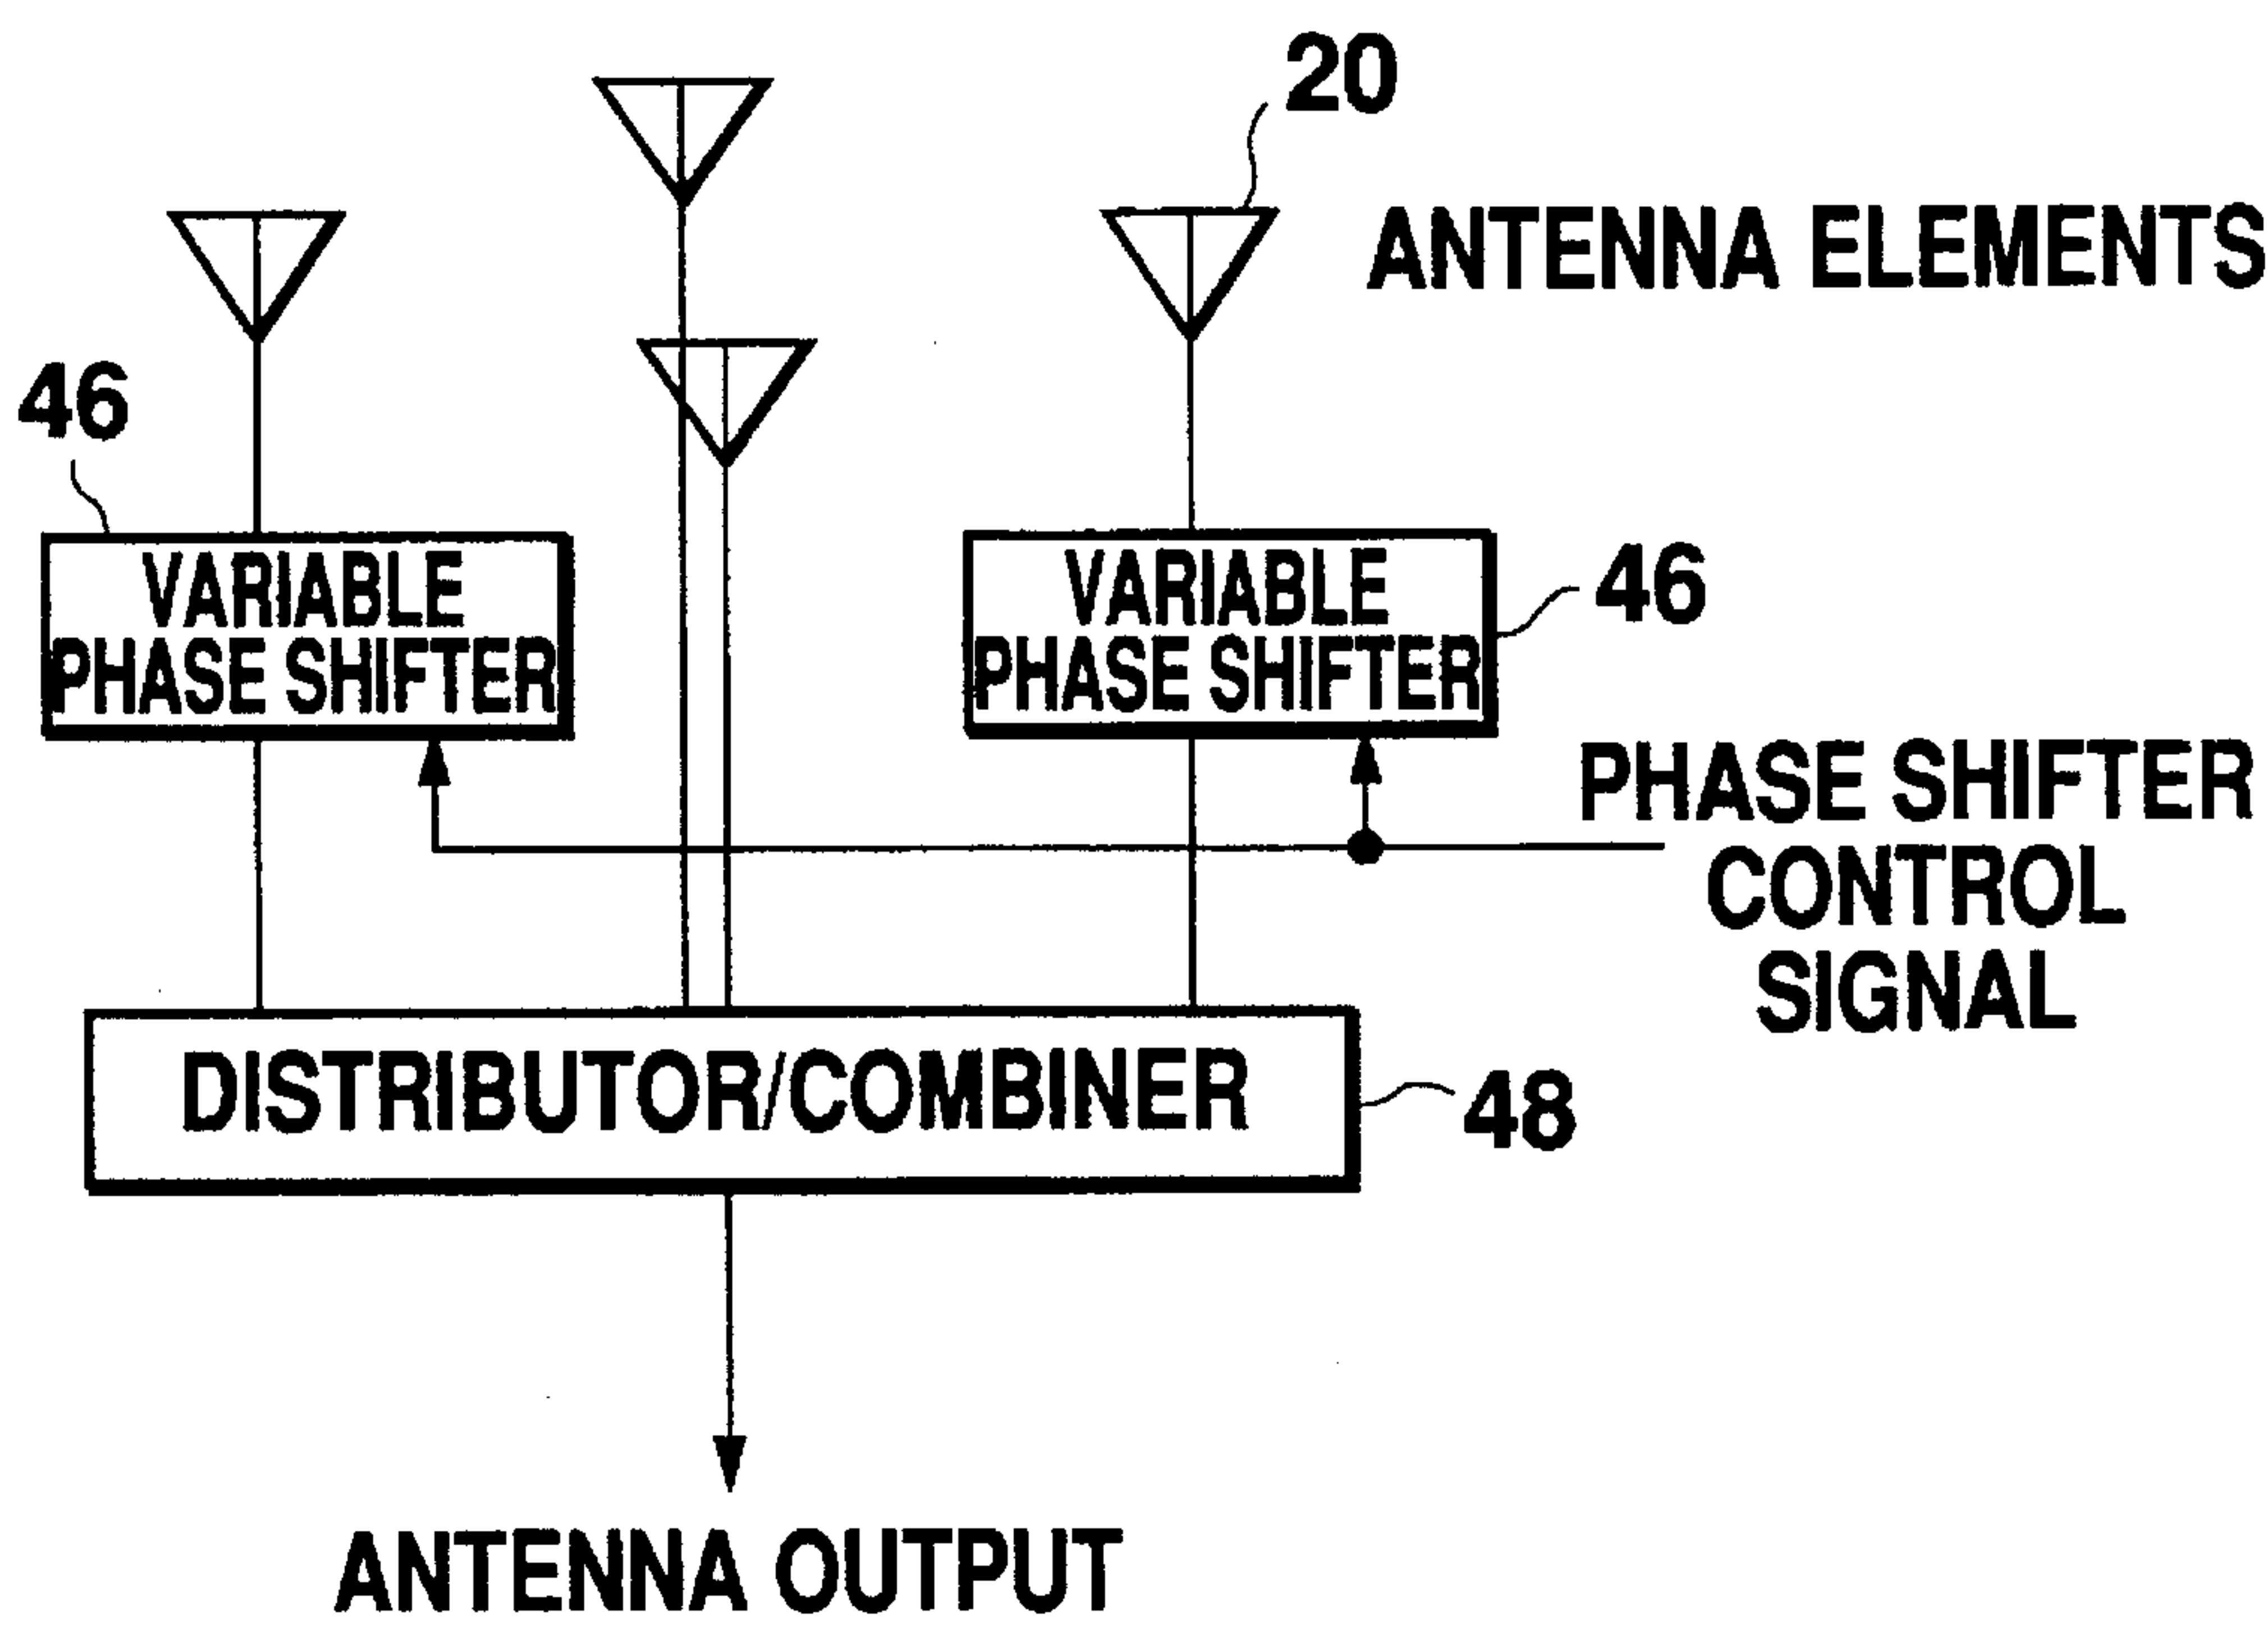 20
ANTENNA ELEMENTS
46
VARIABLE
PHASE SHIFTER
VARIABLE
PHASE SHIFTER
46
PHASE SHIFTER
CONTROL
SIGNAL
DISTRIBUTOR/COMBINER
48
ANTENNA OUTPUT